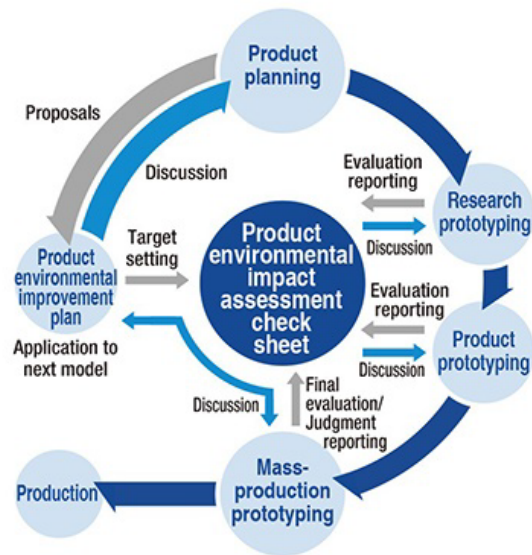 Product
planning
Proposals
Discussion
Evaluation
reporting
Research
prototyping
Discussion
Product
environmental
impact
assessment
check
sheet
Target
setting
Product
environmental
improvement
plan
Application to
next model
Evaluation
reporting
Product
prototyping
Discussion
Discussion
Final
evaluation/
Judgment
reporting
Mass-
production
prototyping
Production